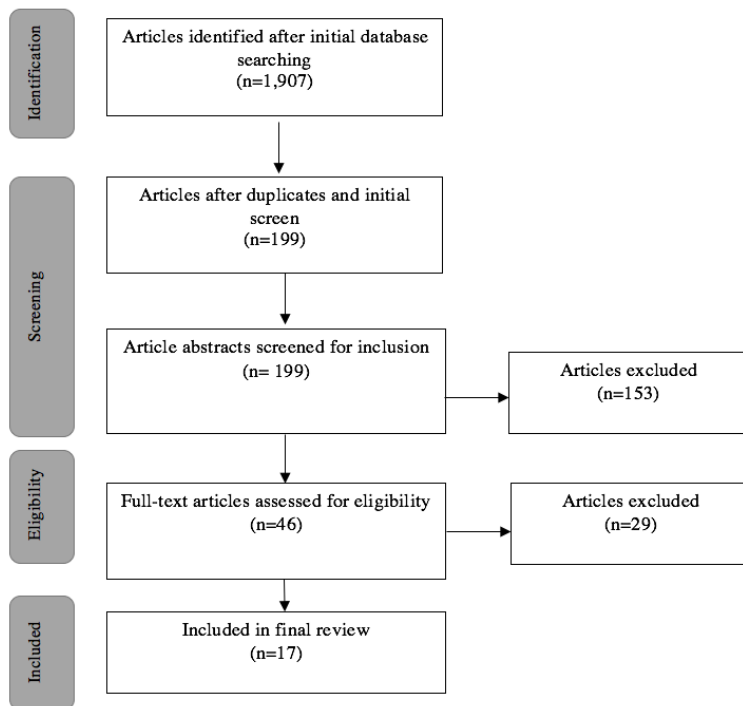 Identification
Articles identified after initial database
searching
(n=1,907)
Screening
Articles after duplicates and initial
screen
(n=199)
Article abstracts screened for inclusion
(n= 199)
Articles excluded
(n=153)
Eligibility
Full-text articles assessed for eligibility
(n=46)
Articles excluded
(n=29)
Included
Included in final review
(n=17)